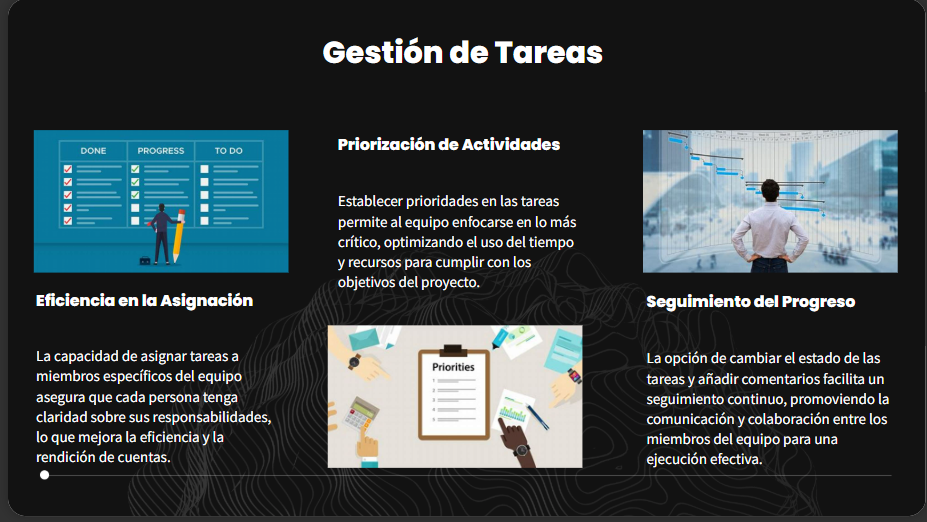 Gestión de Tareas
DONE
PROGRESS
TO DO
Eficiencia en la Asignación
La capacidad de asignar tareas a
miembros específicos del equipo
asegura que cada persona tenga
claridad sobre sus responsabilidades,
lo que mejora la eficiencia y la
rendición de cuentas.
Priorización de Actividades
Establecer prioridades en las tareas
permite al equipo enfocarse en lo más
crítico, optimizando el uso del tiempo
y recursos para cumplir con los
objetivos del proyecto.
Priorities
1
2
3
4
5
Seguimiento del Progreso
La opción de cambiar el estado de las
tareas y añadir comentarios facilita un
seguimiento continuo, promoviendo la
comunicación y colaboración entre los
miembros del equipo para una
ejecución efectiva.